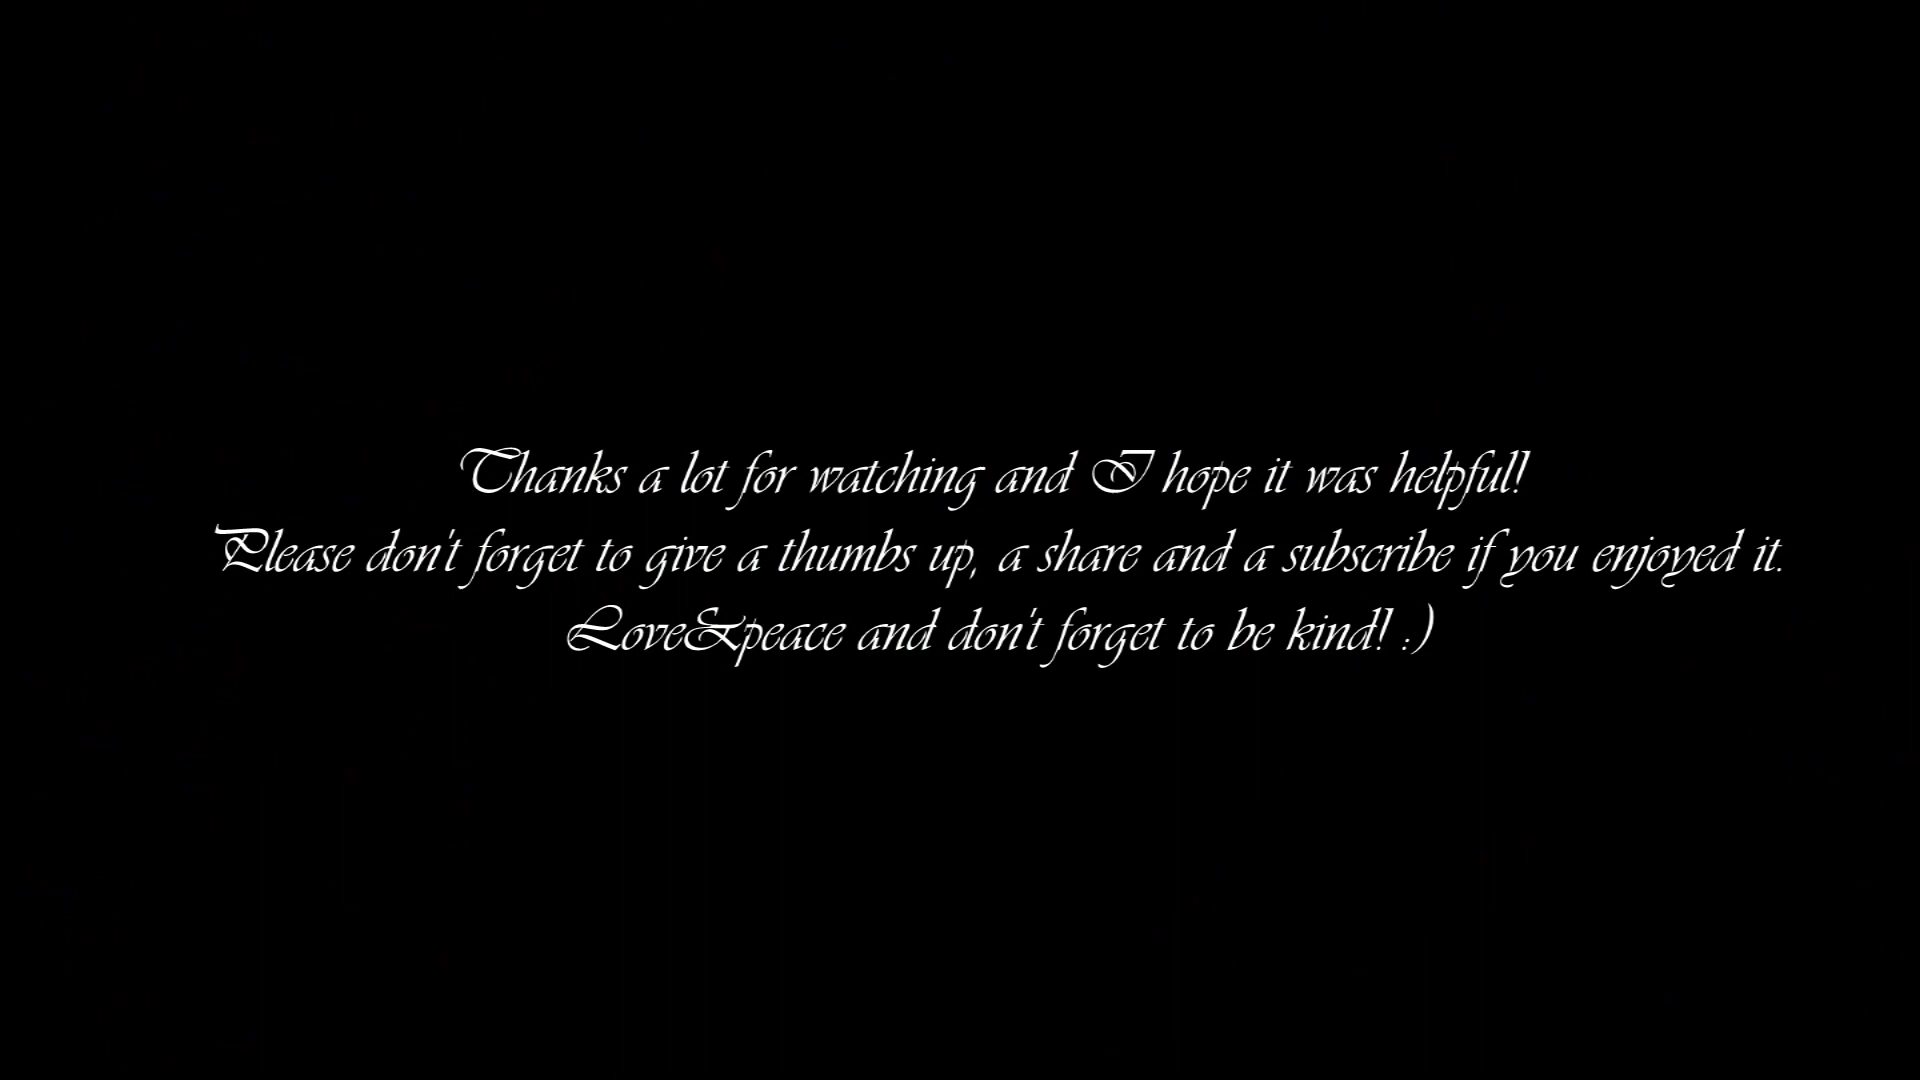 Thanks a lot for watching and I hope it was helpful!
Please don't forget to give a thumbs up, a share and a subscribe if you enjoyed it.
Love&peace and don't forget to be kind! :)